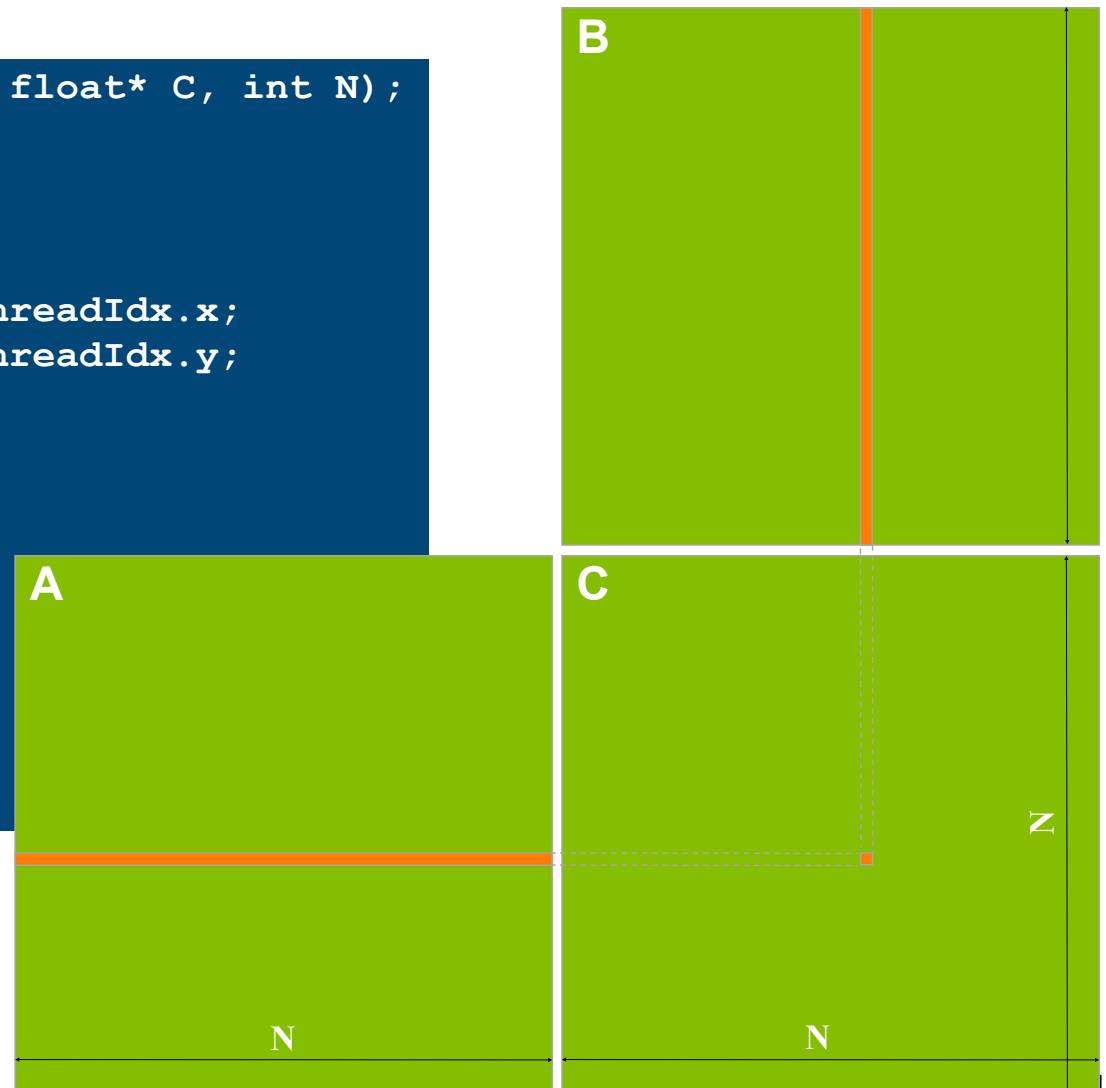 float* C, int N);
hreadIdx.x;
hreadIdx.y;
B
A
C
N
N
N